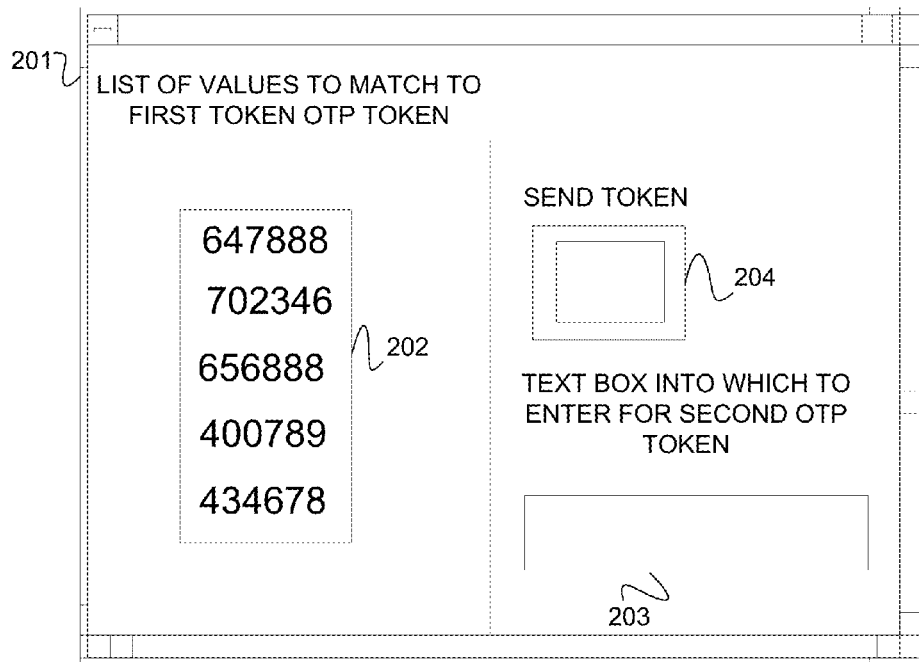 201
LIST OF VALUES TO MATCH TO
FIRST TOKEN OTP TOKEN
647888
702346
656888
400789
434678
202
SEND TOKEN
204
TEXT BOX INTO WHICH TO
ENTER FOR SECOND OTP
TOKEN
203